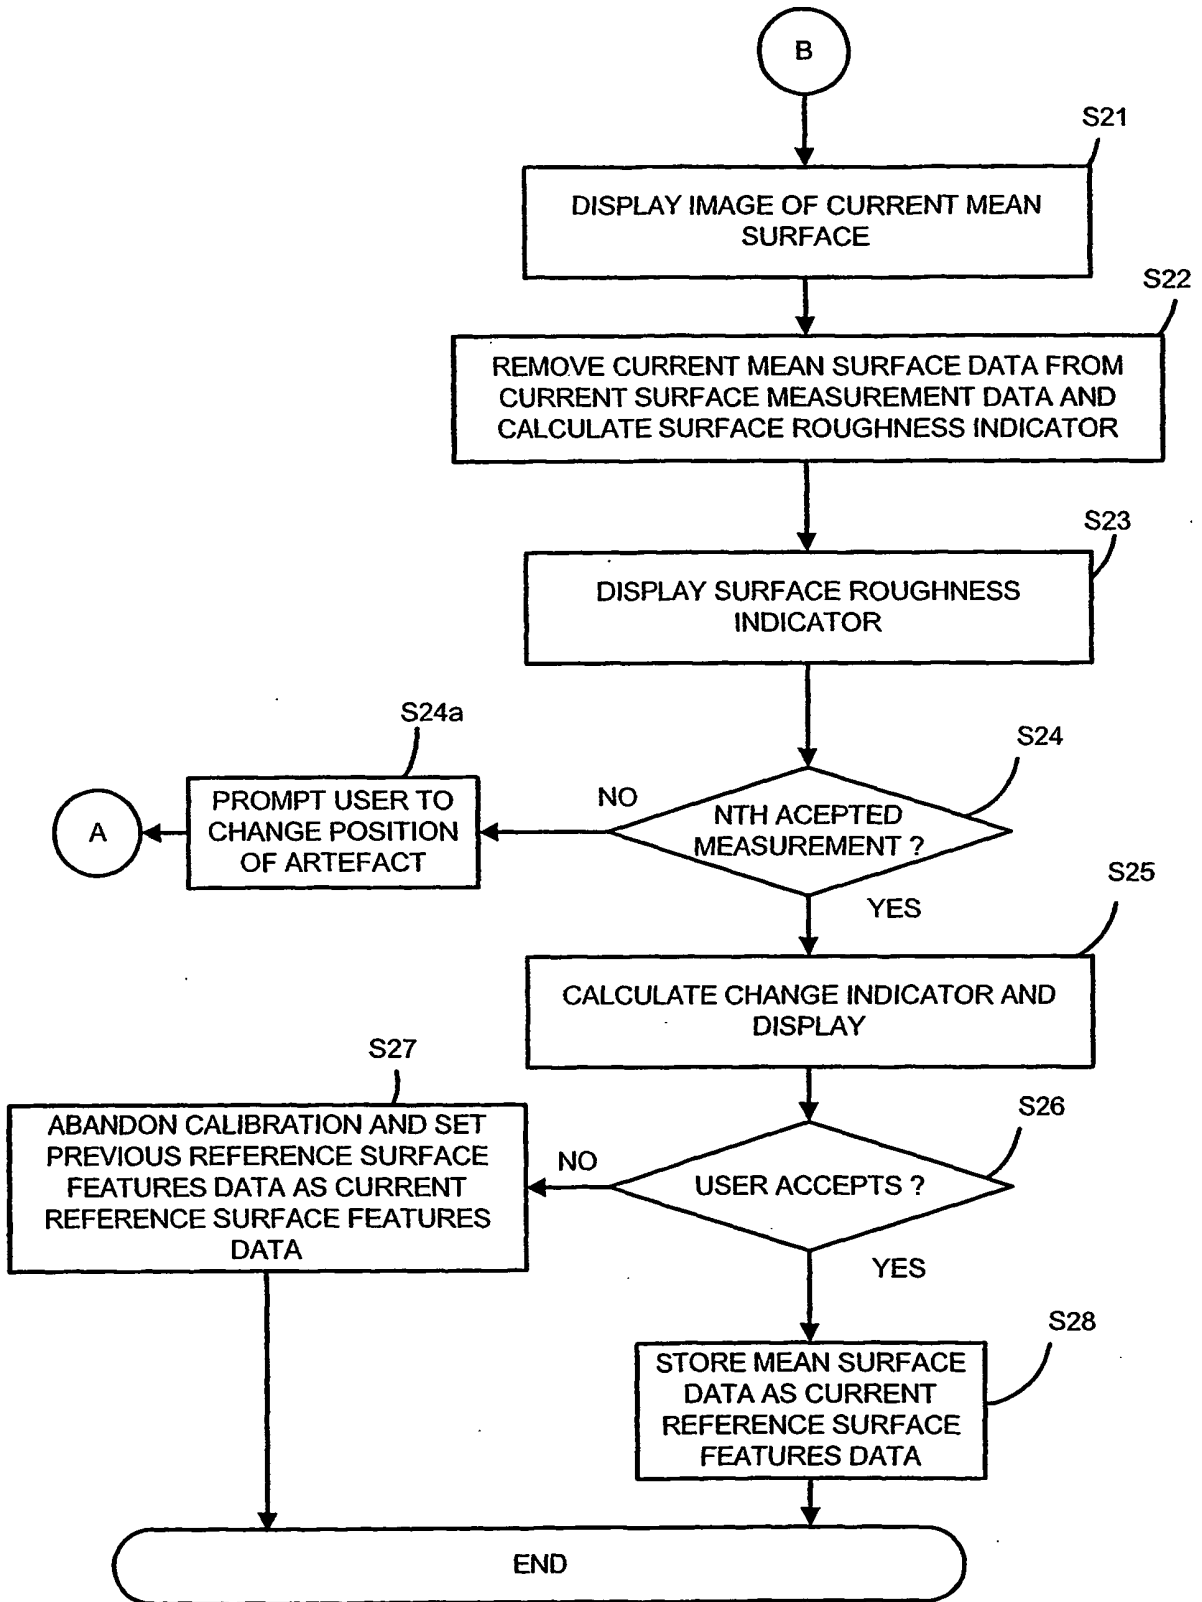 B
S21
DISPLAY IMAGE OF CURRENT MEAN
SURFACE
S22
REMOVE CURRENT MEAN SURFACE DATA FROM
CURRENT SURFACE MEASUREMENT DATA AND
CALCULATE SURFACE ROUGHNESS INDICATOR
S23
DISPLAY SURFACE ROUGHNESS
INDICATOR
S24
NTH ACEPTED
MEASUREMENT ?
NO
S24a
PROMPT USER TO
CHANGE POSITION
OF ARTEFACT
A
YES
S25
CALCULATE CHANGE INDICATOR AND
DISPLAY
S26
USER ACCEPTS ?
NO
S27
ABANDON CALIBRATION AND SET
PREVIOUS REFERENCE SURFACE
FEATURES DATA AS CURRENT
REFERENCE SURFACE FEATURES
DATA
YES
S28
STORE MEAN SURFACE
DATA AS CURRENT
REFERENCE SURFACE
FEATURES DATA
END